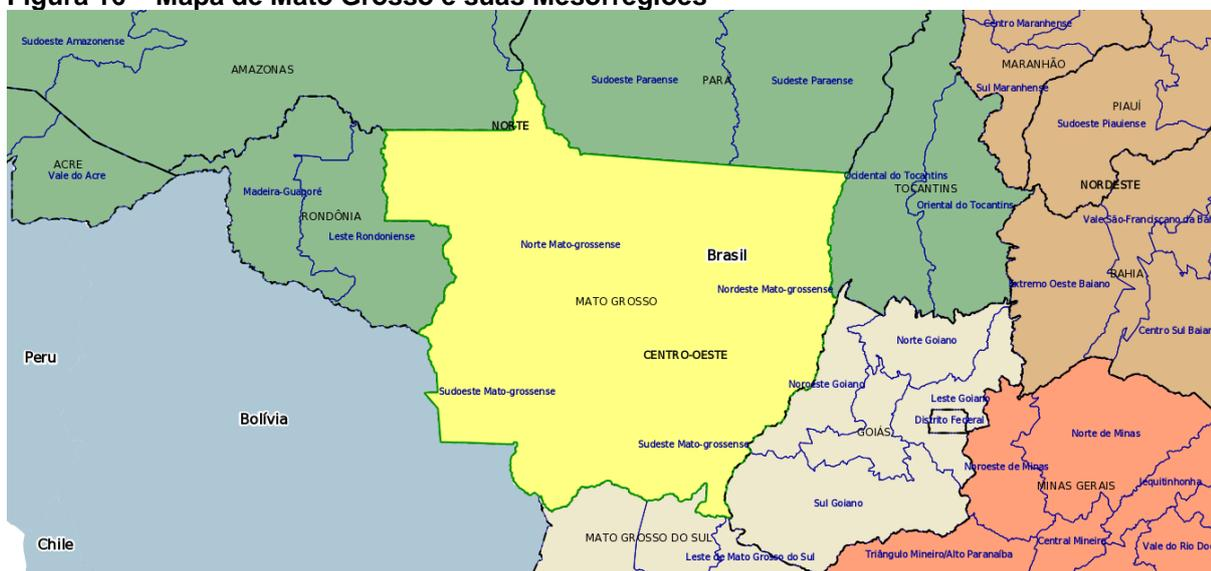 Figura 10 – Mapa de Mato Grosso e suas Mesorregiões
Centro Maranhense
Sudoeste Amazonense
MARANHÃO
AMAZONAS
Sudoeste Paraense
PARÁ
Sudeste Paraense
Sul Maranhense
PIAUÍ
Sudoeste Piauiense
NORTE
ACRE
Vale do Acre
Ocidental do Tocantins
TOCANTINS
NORDESTE
Madeira-Guaporé
Oriental do Tocantins
RONDÔNIA
Vale São-Franciscano da
Leste Rondoniense
Norte Mato-grossense
Brasil
BAHIA
Extremo Oeste Baiano
Nordeste Mato-grossense
MATO GROSSO
Centro Sul
Norte Goiano
Peru
CENTRO-OESTE
Noroeste Goiano
Sudoeste Mato-grossense
Leste Goiano
Bolívia
Distrito Federal
GOIÁS
Norte de Minas
Sudeste Mato-grossense
Noroeste de Minas
Jequitinhonha
MINAS GERAIS
Sul Goiano
MATO GROSSO DO SUL
Central Mineira
Chile
Vale do Rio
Leste de Mato Grosso do Sul
Triângulo Mineiro/Alto Paranaíba